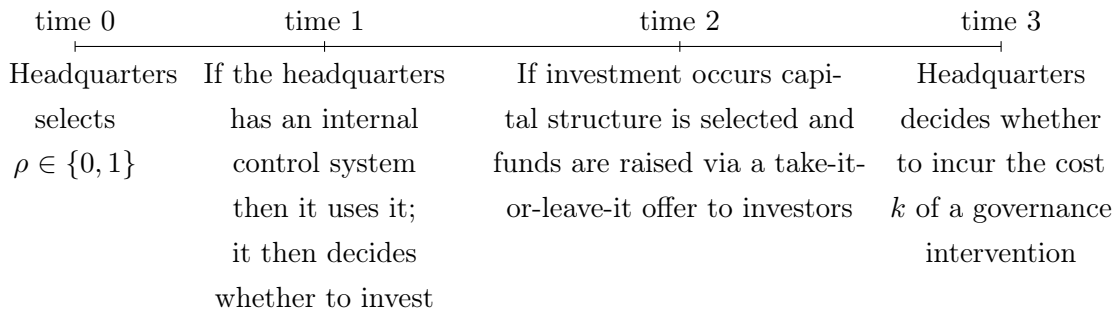 time 0 time 1 time 2 time 3
Headquarters
selects
ρ ∈ {0, 1}
If the headquarters
has an internal
control system
then it uses it;
it then decides
whether to invest
If investment occurs capi-
tal structure is selected and
funds are raised via a take-it-
or-leave-it offer to investors
Headquarters
decides whether
to incur the cost
k of a governance
intervention